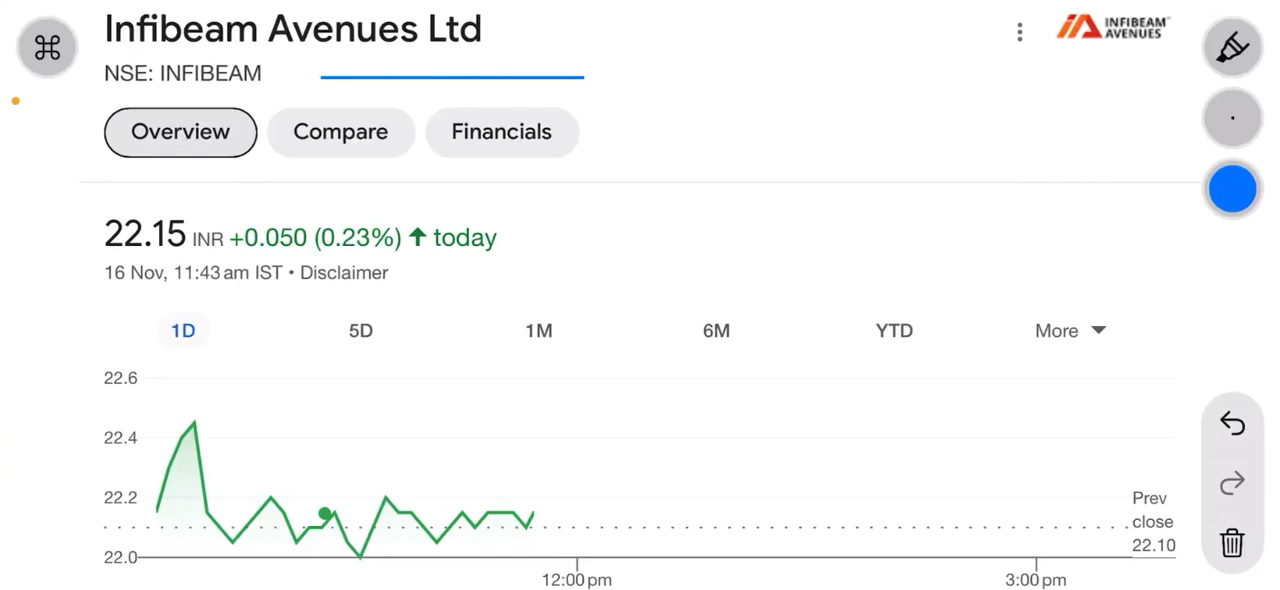 Infibeam Avenues Ltd
INFIBEAM
AVENUES
NSE: INFIBEAM
Overview
Compare
Financials
22.15 INR +0.050 (0.23%) ↑ today
16 Nov, 11:43 am IST • Disclaimer
1D
5D
1M
6M
YTD
More
22.6
22.4
22.2
22.0
Prev
close
22.10
12:00 pm
3:00 pm